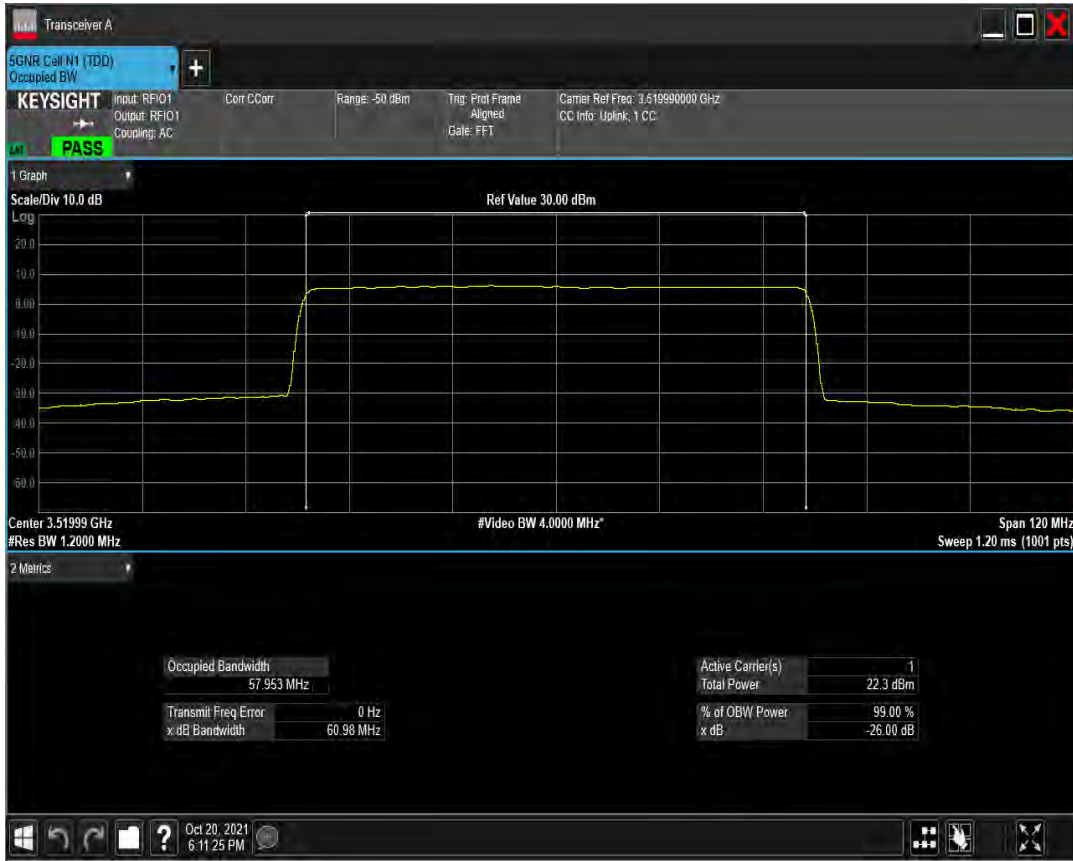 Transceiver A
5GNR Cell N1 (TDD)
Occupied BW
+
KEYSIGHT
Input: RFIO1
Output: RFIO1
Coupling: AC
Corr CCorr
Range: -50 dBm
Trig: Prot Frame
Aligned
Gate: FFT
Carrier Ref Freq: 3.519990000 GHz
CC Info: Uplink, 1 CC
PASS
1 Graph
Scale/Div 10.0 dB
Ref Value 30.00 dBm
Log
20.0
10.0
0.00
-10.0
-20.0
-30.0
-40.0
-50.0
-60.0
Center 3.51999 GHz
#Video BW 4.0000 MHz*
Span 120 MHz
#Res BW 1.2000 MHz
Sweep 1.20 ms (1001 pts)
2 Metrics
Occupied Bandwidth
57.953 MHz
Transmit Freq Error 0 Hz
x dB Bandwidth 60.98 MHz
Active Carrier(s) 1
Total Power 22.3 dBm
% of OBW Power 99.00 %
x dB -26.00 dB
?
Oct 20, 2021
6:11:25 PM